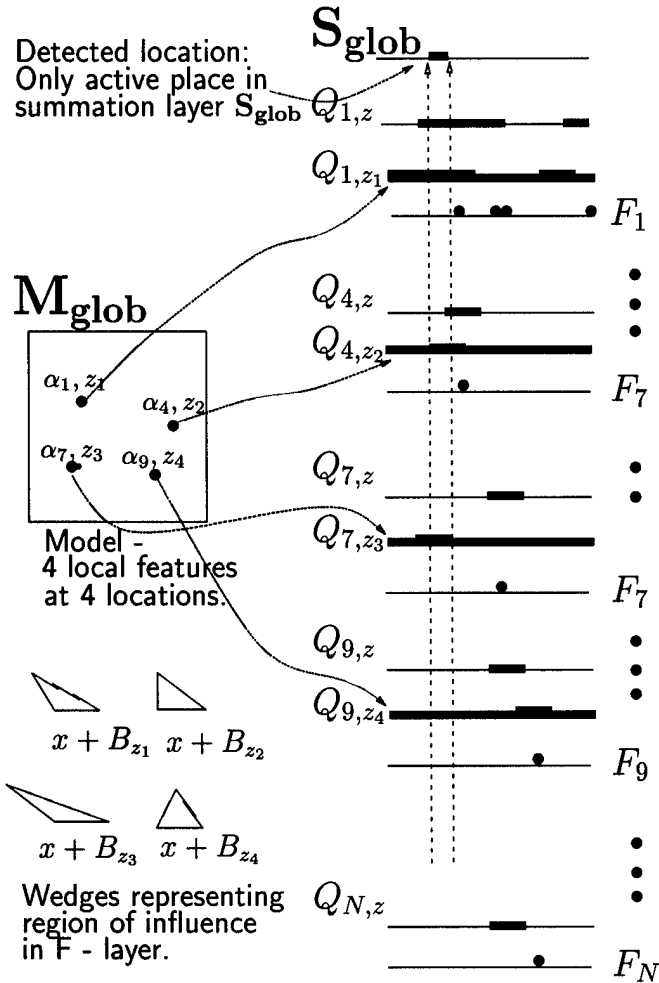 S_glob
Detected location:
Only active place in
summation layer S_glob
Q_{1,z}
Q_{1,z_1}
F_1
M_glob
Q_{4,z}
Q_{4,z_2}
α_1, z_1
α_4, z_2
F_7
α_7, z_3
α_9, z_4
Q_{7,z}
Q_{7,z_3}
Model -
4 local features
at 4 locations.
F_7
Q_{9,z}
Q_{9,z_4}
x + B_{z_1}
x + B_{z_2}
F_9
x + B_{z_3}
x + B_{z_4}
Wedges representing
region of influence
in F - layer.
Q_{N,z}
F_N